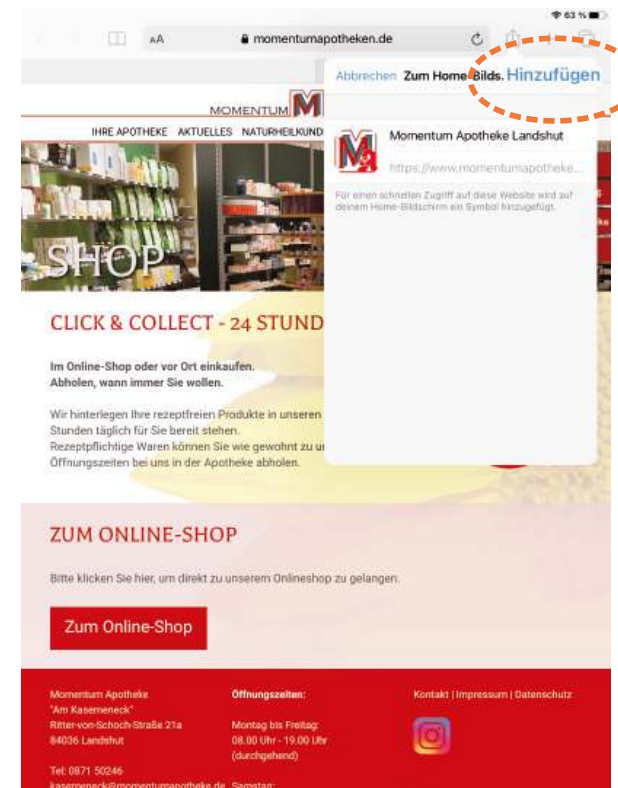 63 %
AA
momentumapotheken.de
Abbrechen Zum Home-Bilds. Hinzufügen
MOMENTUM M
IHRE APOTHEKE AKTUELLES NATURHEILKUND
Momentum Apotheke Landshut
https://www.momentumapotheke...
Für einen schnellen Zugriff auf diese Website wird auf
deinem Home-Bildschirm ein Symbol hinzugefügt.
SHOP
CLICK & COLLECT - 24 STUND
Im Online-Shop oder vor Ort einkaufen.
Abholen, wann immer Sie wollen.
Wir hinterlegen Ihre rezeptfreien Produkte in unseren
Stunden täglich für Sie bereit stehen.
Rezeptpflichtige Waren können Sie wie gewohnt zu
Öffnungszeiten bei uns in der Apotheke abholen.
ZUM ONLINE-SHOP
Bitte klicken Sie hier, um direkt zu unserem Onlineshop zu gelangen.
Zum Online-Shop
Momentum Apotheke
"Am Kaserneneck"
Ritter-von-Schoch-Straße 21a
84036 Landshut
Tel: 0871 50246
kaserneneck@momentumapotheke.de
Öffnungszeiten:
Montag bis Freitag:
08.00 Uhr - 19.00 Uhr
(durchgehend)
Samstag:
Kontakt | Impressum | Datenschutz